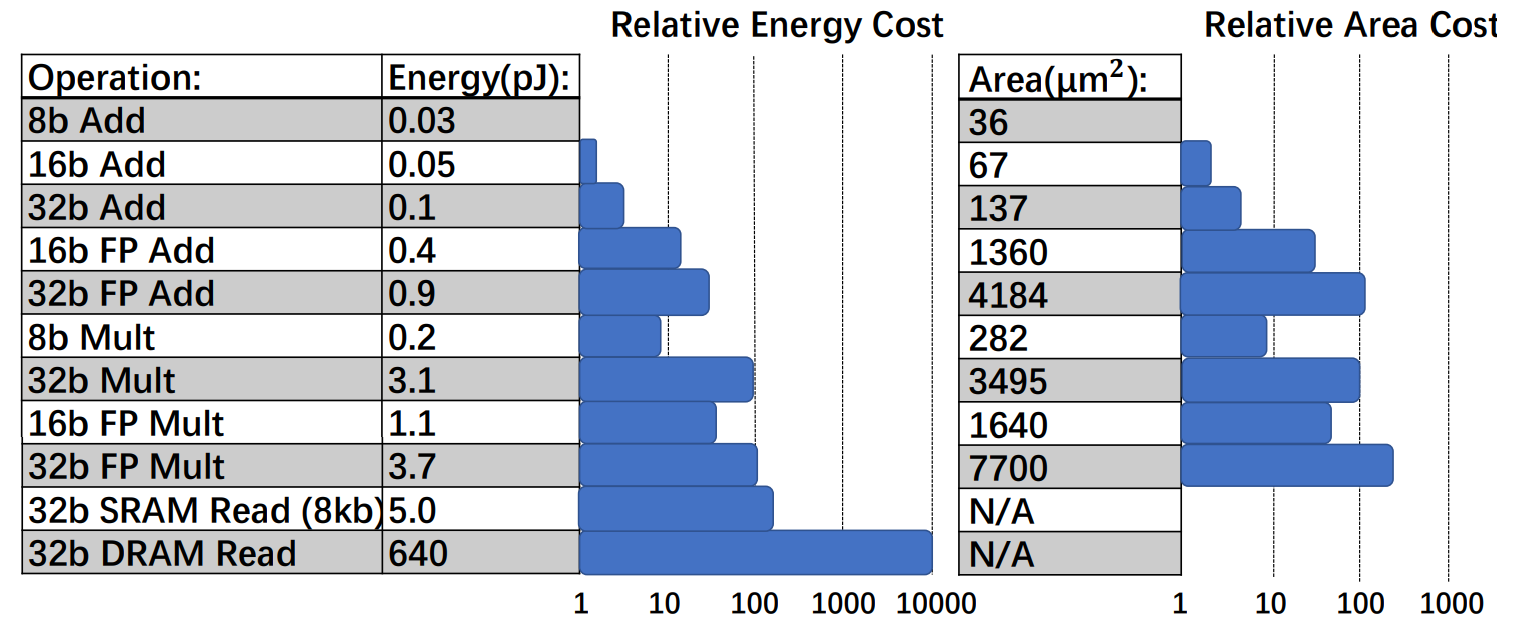 Relative Energy Cost Relative Area Cost
Operation: Energy(pJ): Area(μm²):
8b Add 0.03 36
16b Add 0.05 67
32b Add 0.1 137
16b FP Add 0.4 1360
32b FP Add 0.9 4184
8b Mult 0.2 282
32b Mult 3.1 3495
16b FP Mult 1.1 1640
32b FP Mult 3.7 7700
32b SRAM Read (8kb) 5.0 N/A
32b DRAM Read 640 N/A
1 10 100 1000 10000 1 10 100 1000